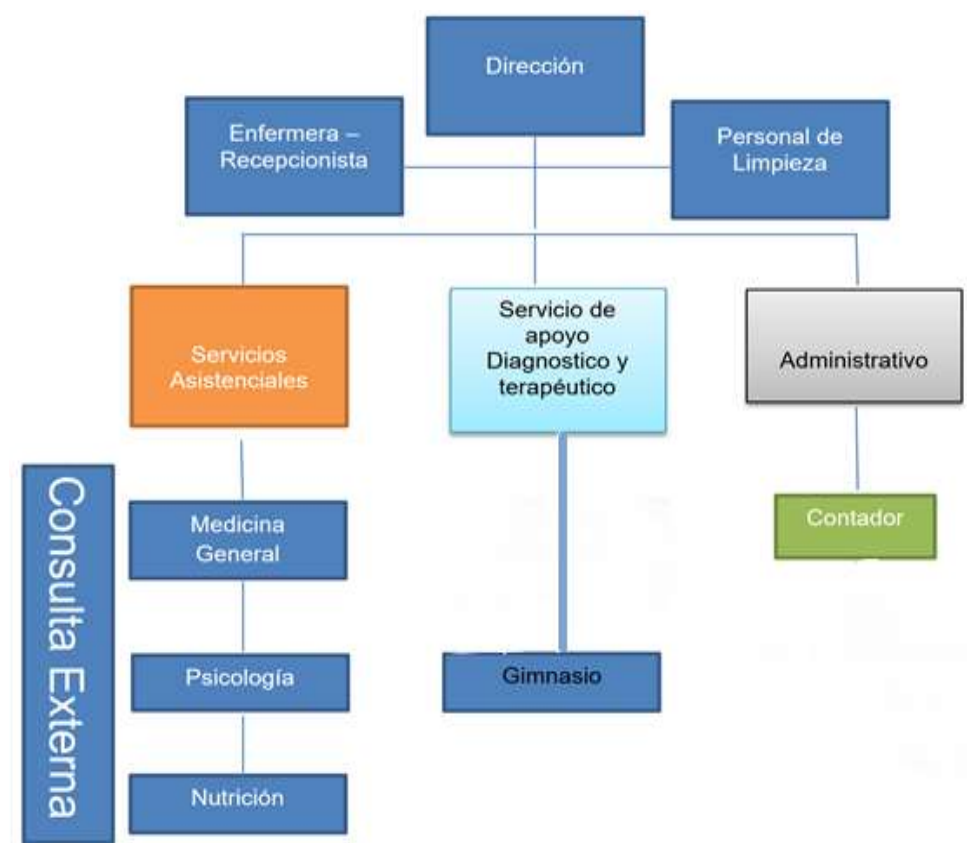 Dirección
Enfermera –
Recepcionista
Personal de
Limpieza
Servicios
Asistenciales
Servicio de
apoyo
Diagnostico y
terapéutico
Administrativo
Consulta Externa
Medicina
General
Contador
Psicología
Gimnasio
Nutrición